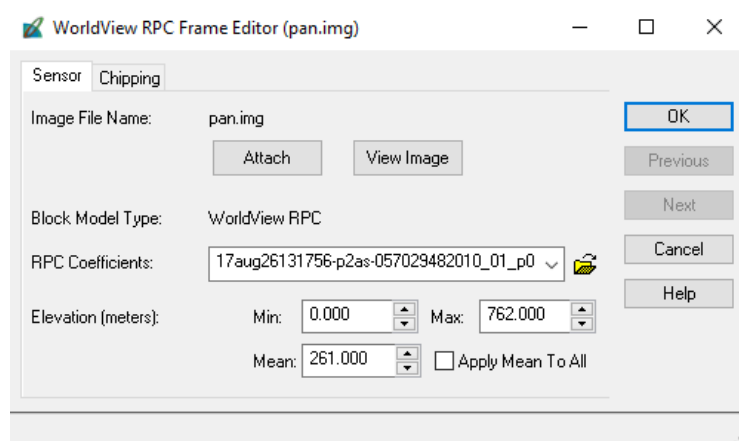 WorldView RPC Frame Editor (pan.img)
Sensor Chipping
Image File Name: pan.img
Attach View Image
Block Model Type: WorldView RPC
RPC Coefficients: 17aug26131756-p2as-057029482010_01_p0
Elevation (meters): Min: 0.000 Max: 762.000
Mean: 261.000 Apply Mean To All
OK
Previous
Next
Cancel
Help